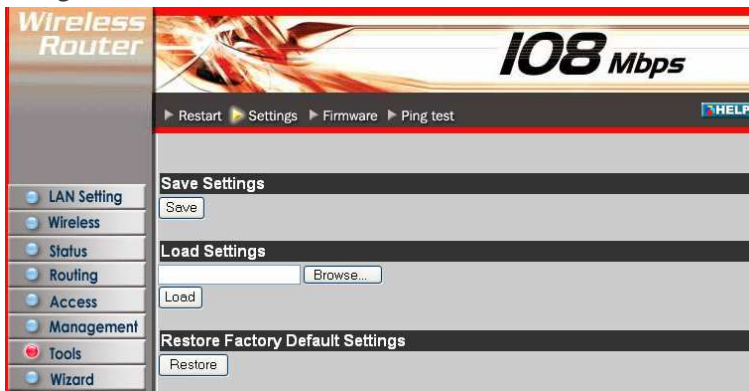 Wireless
Router
108 Mbps
Restart Settings Firmware Ping test
HELP
LAN Setting
Wireless
Status
Routing
Access
Management
Tools
Wizard
Save Settings
Save
Load Settings
Browse...
Load
Restore Factory Default Settings
Restore